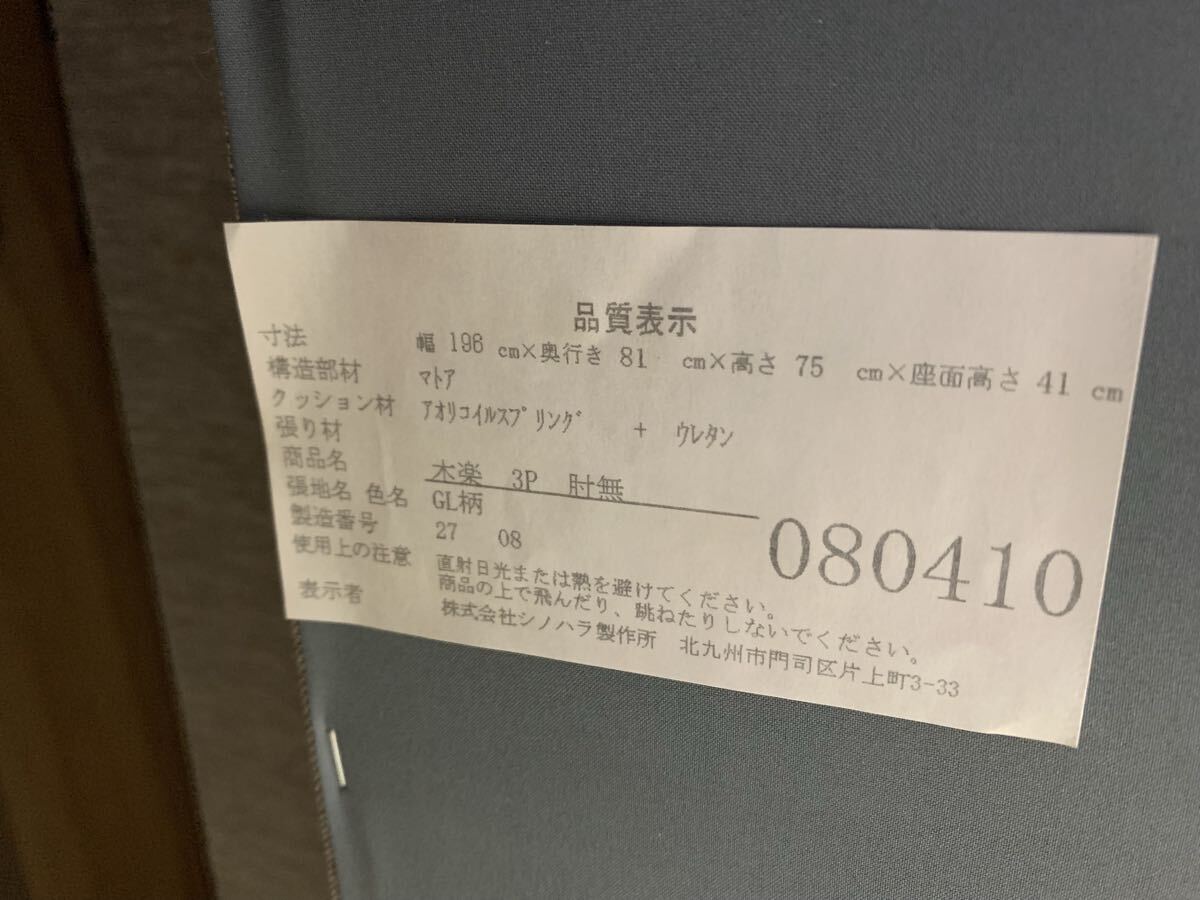 品質表示
寸法 幅 196 cm×奥行き 81 cm×高さ 75 cm×座面高さ 41 cm
構造部材 ﾏﾄｱ
クッション材 ｱｵﾘｺｲﾙｽﾌﾟﾘﾝｸﾞ + ｳﾚﾀﾝ
張り材
商品名 木楽 3P 肘無
張地名 色名 GL柄
製造番号 27 08 080410
使用上の注意 直射日光または熱を避けてください。
商品の上で飛んだり、跳ねたりしないでください。
表示者 株式会社シノハラ製作所 北九州市門司区片上町3-33